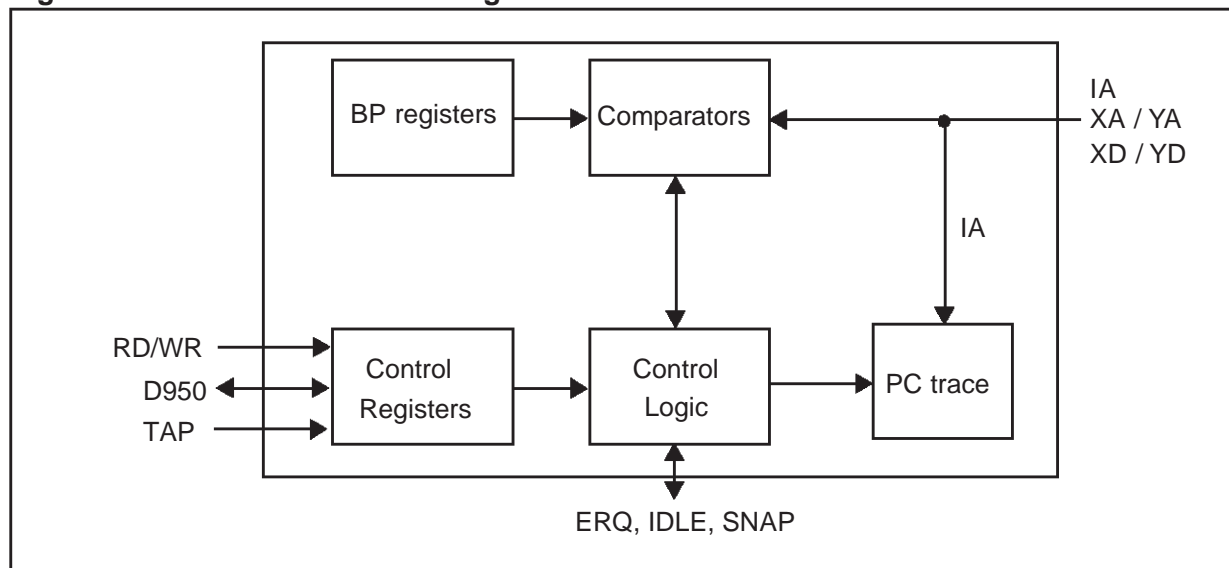 BP registers
Comparators
IA
XA / YA
XD / YD
IA
RD/WR
D950
TAP
Control
Registers
Control
Logic
PC trace
ERQ, IDLE, SNAP